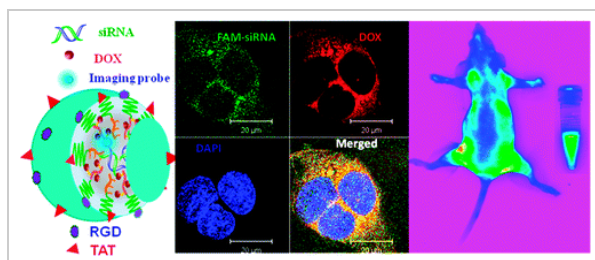 siRNA
DOX
Imaging probe
RGD
TAT
FAM-siRNA
DOX
20 μm
20 μm
DAPI
Merged
20 μm
20 μm